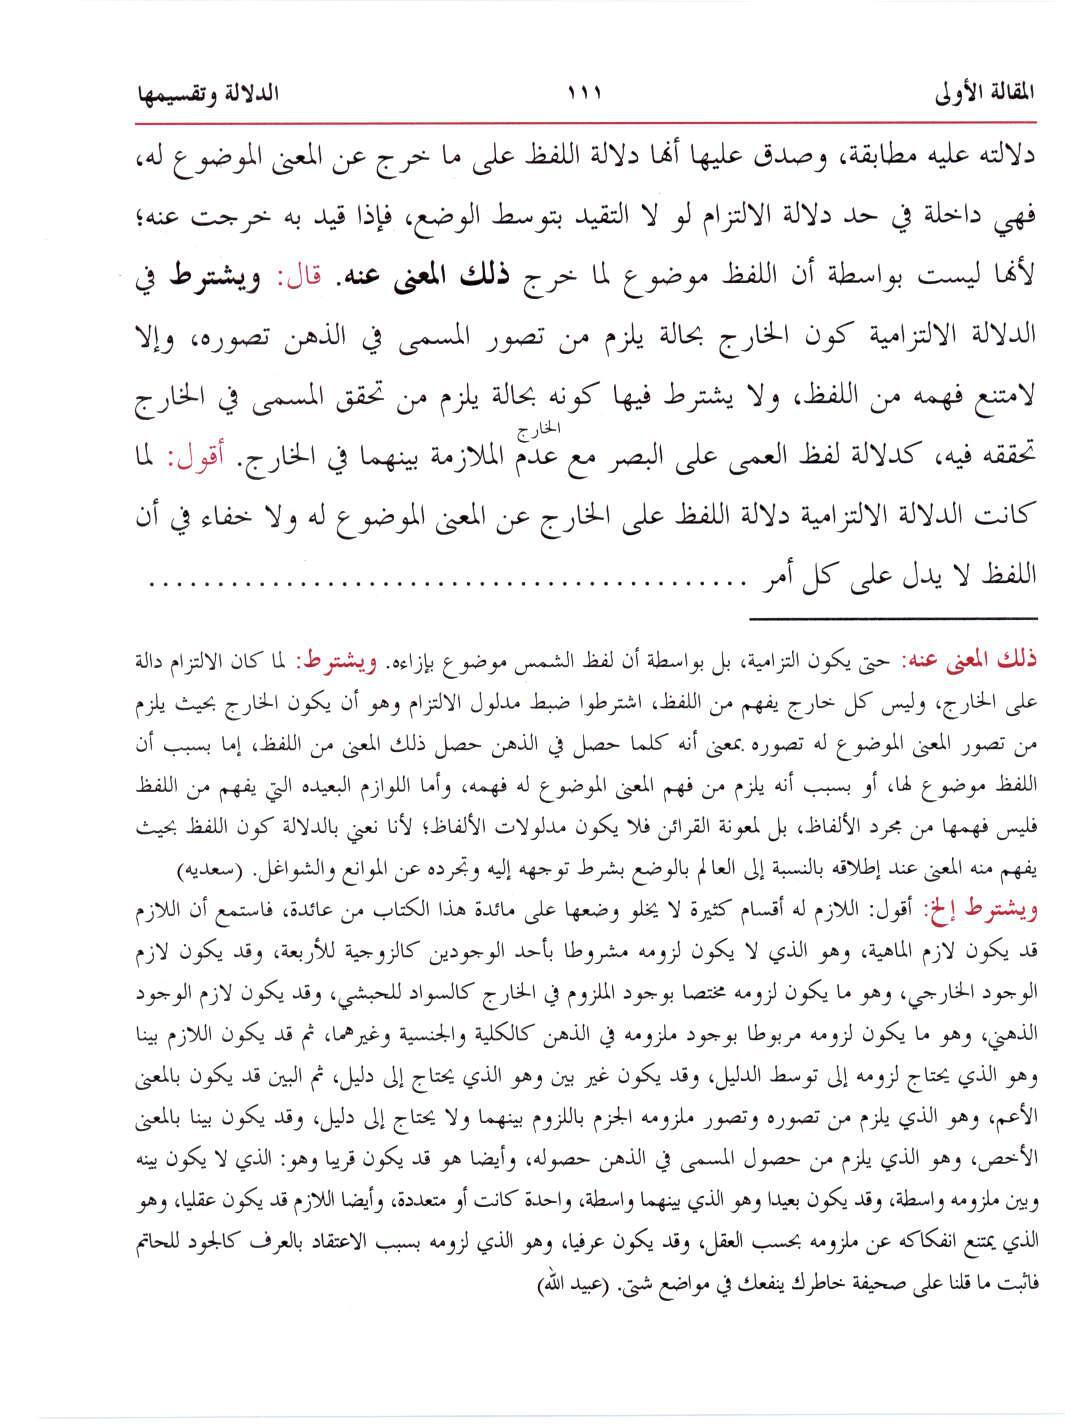 المقالة الأولى ١١١ الدلالة وتقسيمها
دلالته عليه مطابقة، وصدق عليها أنها دلالة اللفظ على ما خرج عن المعنى الموضوع له،
فهي داخلة في حد دلالة الالتزام لو لا التقيد بتوسط الوضع، فإذا قيد به خرجت عنه؛
لأنها ليست بواسطة أن اللفظ موضوع لما خرج ذلك المعنى عنه. قال: ويشترط في
الدلالة الالتزامية كون الخارج بحالة يلزم من تصور المسمى في الذهن تصوره، وإلا
لامتنع فهمه من اللفظ، ولا يشترط فيها كونه بحالة يلزم من تحقق المسمى في الخارج
الخارج
تحققه فيه، كدلالة لفظ العمى على البصر مع عدم الملازمة بينهما في الخارج. أقول: لما
كانت الدلالة الالتزامية دلالة اللفظ على الخارج عن المعنى الموضوع له ولا خفاء في أن
اللفظ لا يدل على كل أمر ............................................
ذلك المعنى عنه: حتى يكون التزامية، بل بواسطة أن لفظ الشمس موضوع بإزاءه. ويشترط: لما كان الالتزام دالة
على الخارج، وليس كل خارج يفهم من اللفظ، اشترطوا ضبط مدلول الالتزام وهو أن يكون الخارج بحيث يلزم
من تصور المعنى الموضوع له تصوره بمعنى أنه كلما حصل في الذهن حصل ذلك المعنى من اللفظ، إما بسبب أن
اللفظ موضوع لها، أو بسبب أنه يلزم من فهم المعنى الموضوع له فهمه، وأما اللوازم البعيده التي يفهم من اللفظ
فليس فهمها من مجرد الألفاظ، بل لمعونة القرائن فلا يكون مدلولات الألفاظ؛ لأنا نعني بالدلالة كون اللفظ بحيث
يفهم منه المعنى عند إطلاقه بالنسبة إلى العالم بالوضع بشرط توجهه إليه وتجرده عن الموانع والشواغل. (سعديه)
ويشترط إلخ: أقول: اللازم له أقسام كثيرة لا يخلو وضعها على مائدة هذا الكتاب من عائدة، فاستمع أن اللازم
قد يكون لازم الماهية، وهو الذي لا يكون لزومه مشروطا بأحد الوجودين كالزوجية للأربعة، وقد يكون لازم
الوجود الخارجي، وهو ما يكون لزومه مختصا بوجود الملزوم في الخارج كالسواد للحبشي، وقد يكون لازم الوجود
الذهني، وهو ما يكون لزومه مربوطا بوجود ملزومه في الذهن كالكلية والجنسية وغيرهما، ثم قد يكون اللازم بينا
وهو الذي يحتاج لزومه إلى توسط الدليل، وقد يكون غير بين وهو الذي يحتاج إلى دليل، ثم البين قد يكون بالمعنى
الأعم، وهو الذي يلزم من تصوره وتصور ملزومه الجزم باللزوم بينهما ولا يحتاج إلى دليل، وقد يكون بينا بالمعنى
الأخص، وهو الذي يلزم من حصول المسمى في الذهن حصوله، وأيضا هو قد يكون قريبا وهو: الذي لا يكون بينه
وبين ملزومه واسطة، وقد يكون بعيدا وهو الذي بينهما واسطة، واحدة كانت أو متعددة، وأيضا اللازم قد يكون عقليا، وهو
الذي يمتنع انفكاكه عن ملزومه بحسب العقل، وقد يكون عرفيا، وهو الذي لزومه بسبب الاعتقاد بالعرف كالجود للحاتم
فاثبت ما قلنا على صحيفة خاطرك ينفعك في مواضع شتى. (عبيد الله)